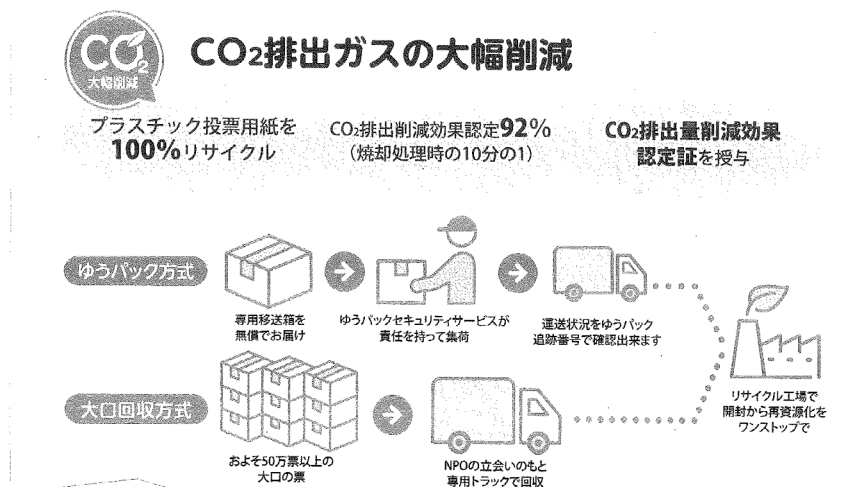 CO2
大幅削減
CO2排出ガスの大幅削減
プラスチック投票用紙を
100%リサイクル
CO2排出削減効果認定92%
(焼却処理時の10分の1)
CO2排出量削減効果
認定証を授与
ゆうパック方式
専用移送箱を
無償でお届け
ゆうパックセキュリティサービスが
責任を持って集荷
運送状況をゆうパック
追跡番号で確認出来ます
リサイクル工場で
開封から再資源化を
ワンストップで
大口回収方式
およそ50万票以上の
大口の票
NPOの立会いのもと
専用トラックで回収